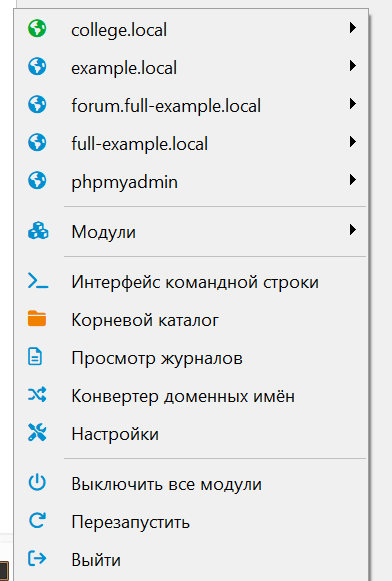 college.local
example.local
forum.full-example.local
full-example.local
phpmyadmin
Модули
Интерфейс командной строки
Корневой каталог
Просмотр журналов
Конвертер доменных имён
Настройки
Выключить все модули
Перезапустить
Выйти